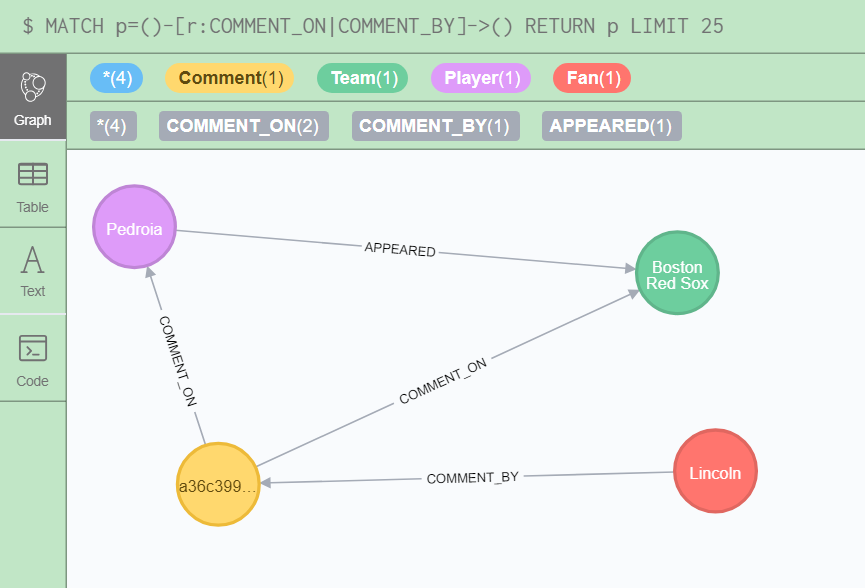 $ MATCH p=()-[r:COMMENT_ON|COMMENT_BY]->() RETURN p LIMIT 25
Graph
*(4) Comment(1) Team(1) Player(1) Fan(1)
*(4) COMMENT_ON(2) COMMENT_BY(1) APPEARED(1)
Table
Text
Code
Pedroia
APPEARED
Boston
Red Sox
COMMENT_ON
COMMENT_ON
a36c399...
COMMENT_BY
Lincoln